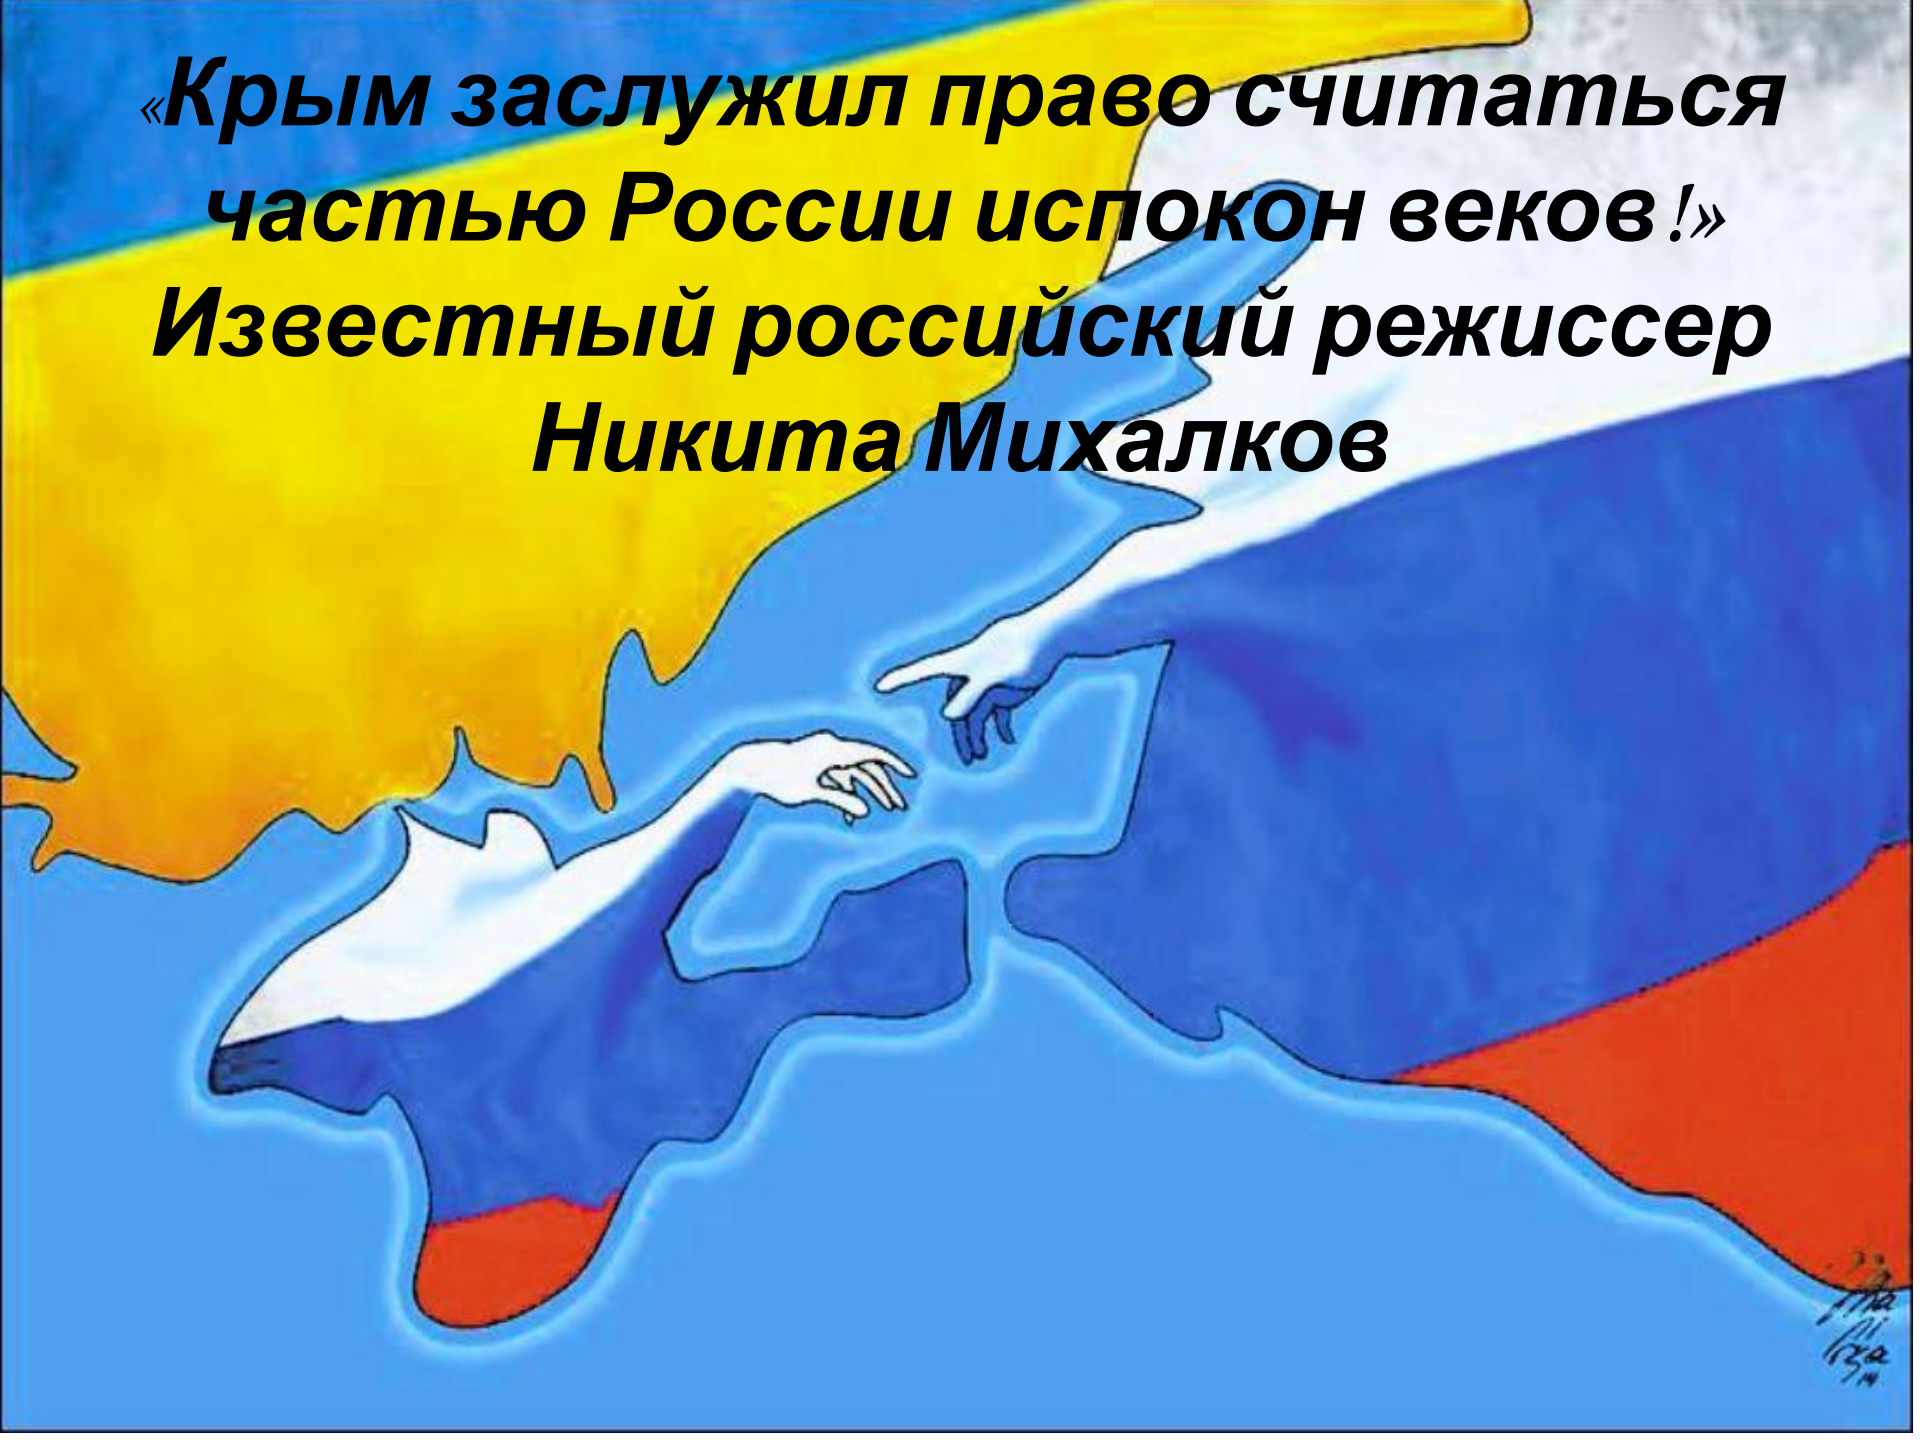 «Крым заслужил право считаться
частью России испокон веков!»
Известный российский режиссер
Никита Михалков